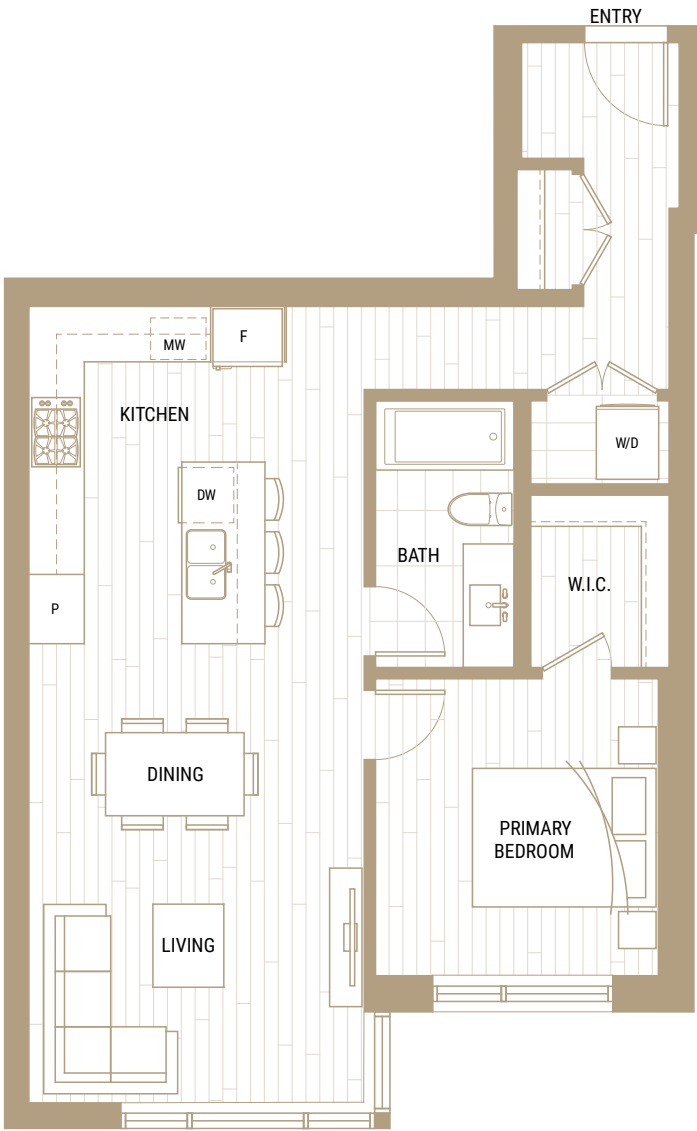 ENTRY
MW
F
KITCHEN
W/D
DW
BATH
W.I.C.
P
DINING
PRIMARY
BEDROOM
LIVING